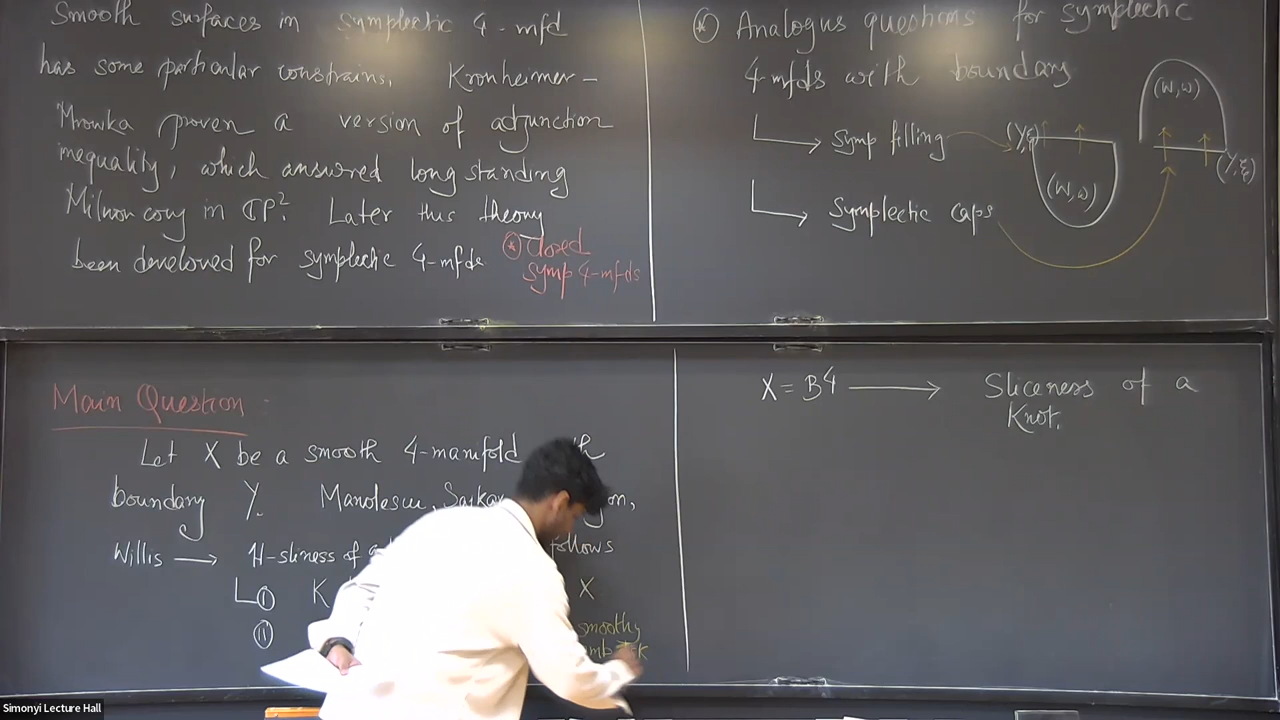 Smooth surfaces in symplectic 4-mfd
has some particular constrains. Kronheimer-
Mrowka proven a version of adjunction
inequality, which answered long standing
Milnor conj in CP². Later this theory
been developed for symplectic 4-mfds
* Closed
symp 4-mfds
* Analogus questions for symplectic
4-mfds with boundary
Symp filling
Symplectic caps
(Y,ξ)
(W,ω)
(W,ω)
(Y,ξ)
Main Question :
Let X be a smooth 4-manifold
boundary Y. Manolescu,
Willis → H-sliceness of follows
(I) K X
(II) smoothy
X = B⁴ → Sliceness of a
Knot.
Simonyi Lecture Hall